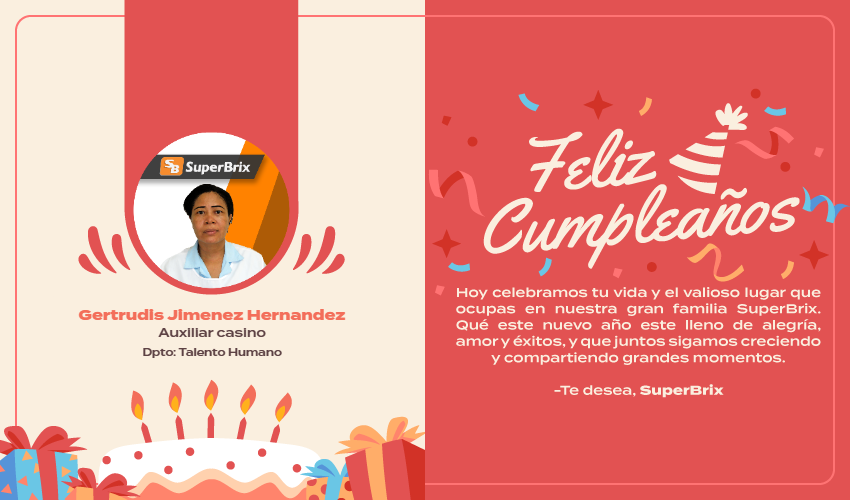 SB SuperBrix
Gertrudis Jimenez Hernandez
Auxiliar casino
Dpto: Talento Humano
Feliz
Cumpleaños
Hoy celebramos tu vida y el valioso lugar que
ocupas en nuestra gran familia SuperBrix.
Qué este nuevo año este lleno de alegría,
amor y éxitos, y que juntos sigamos creciendo
y compartiendo grandes momentos.
-Te desea, SuperBrix